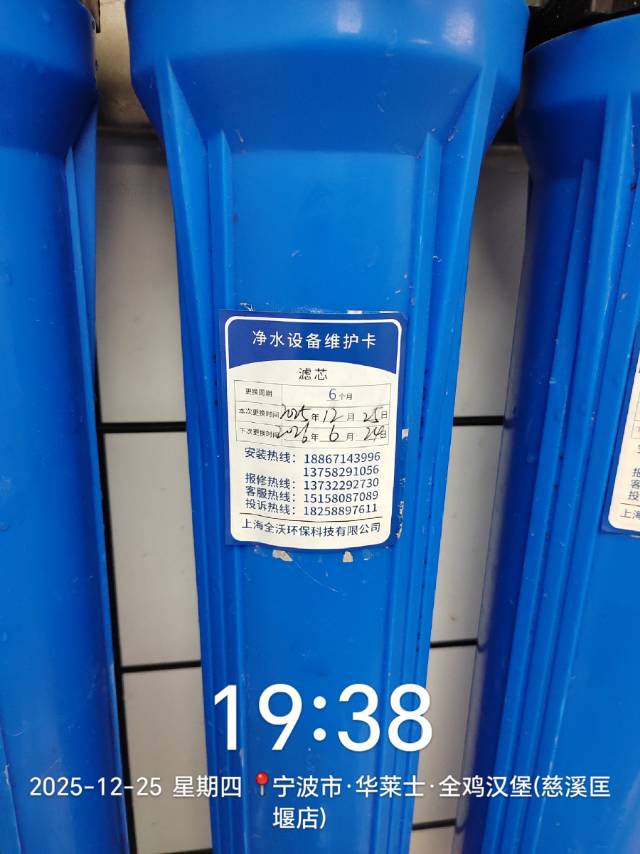 净水设备维护卡
滤芯
更换周期 6个月
本次更换时间 2025年12月25日
下次更换时间 2026年6月24日
安装热线：18867143996
13758291056
报修热线：13732292730
客服热线：15158087089
投诉热线：18258897611
上海全沃环保科技有限公司
报
客
投
上海
19:38
2025-12-25 星期四 📍宁波市·华莱士·全鸡汉堡(慈溪匡
堰店)